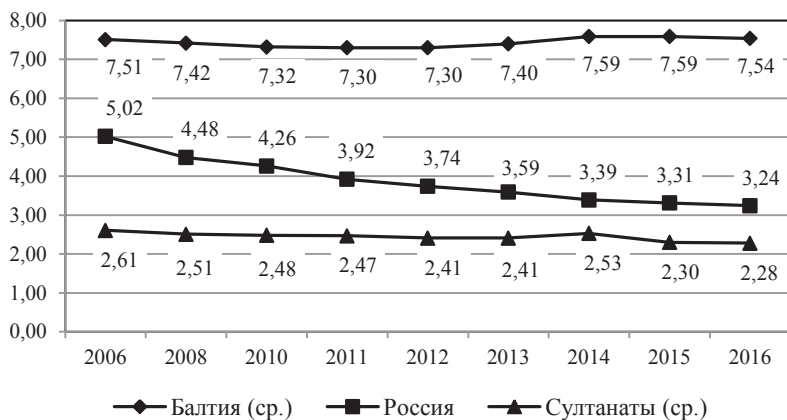 8,00
7,00
6,00
5,00
4,00
3,00
2,00
1,00
0,00
7,51 7,42 7,32 7,30 7,30 7,40 7,59 7,59 7,54
5,02 4,48 4,26 3,92 3,74 3,59 3,39 3,31 3,24
2,61 2,51 2,48 2,47 2,41 2,41 2,53 2,30 2,28
2006 2008 2010 2011 2012 2013 2014 2015 2016
Балтия (ср.) Россия Султанаты (ср.)